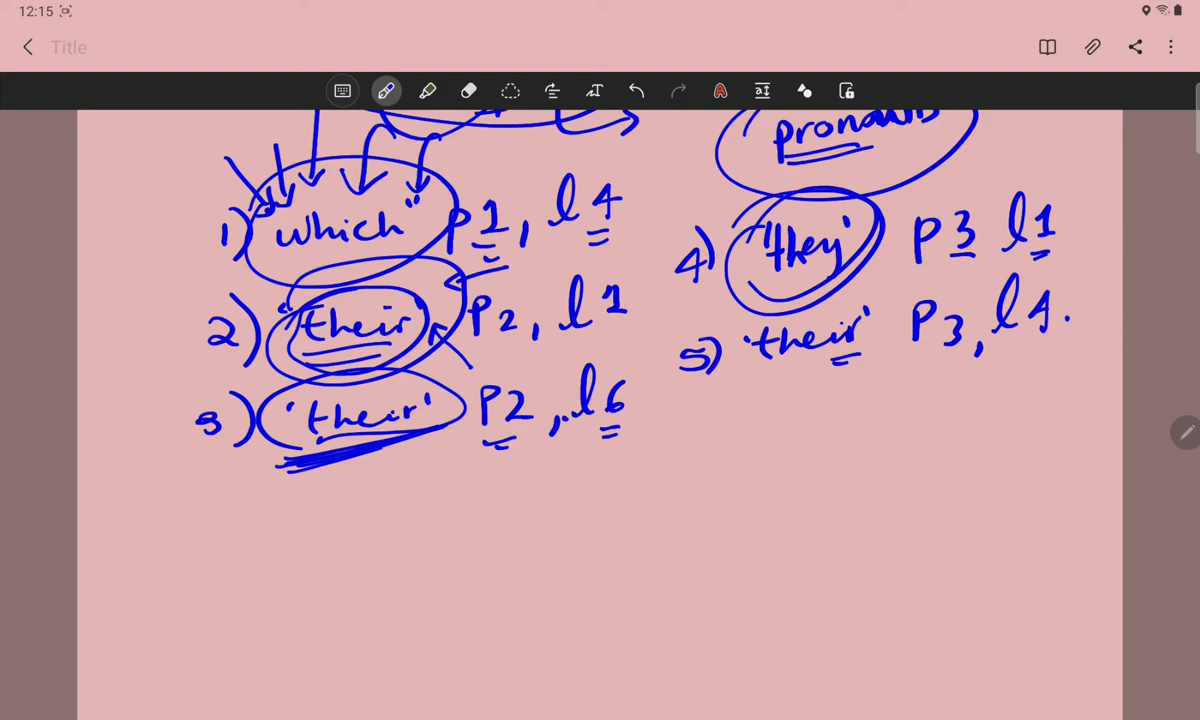 12:15
Title
pronouns
1) "which" P1, l4
2) "their" P2, l1
3) 'their' P2, l6
4) "they" P3 l1
5) 'their' P3, l4.